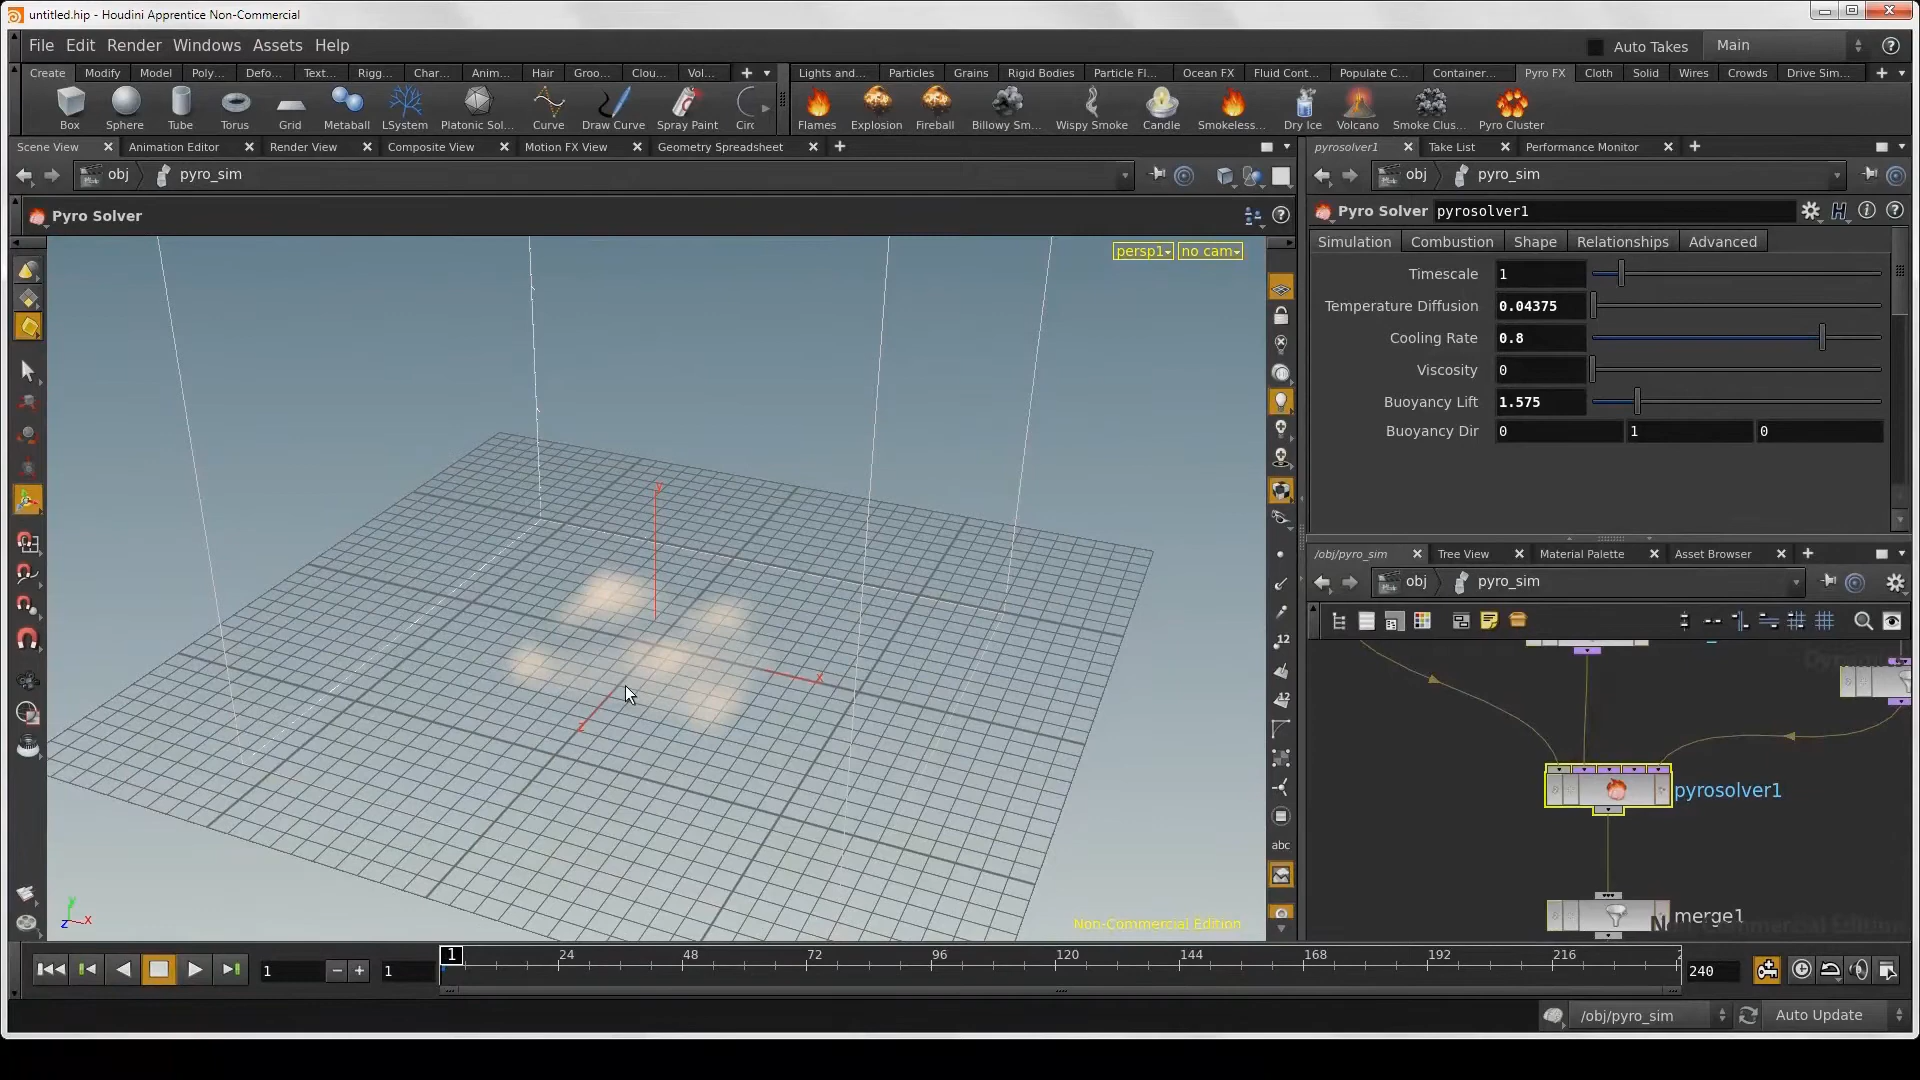 untitled.hip - Houdini Apprentice Non-Commercial
File Edit Render Windows Assets Help
Auto Takes Main
Create Modify Model Poly... Defo... Text... Rigg... Char... Anim... Hair Groo... Clou... Vol...
Lights and... Particles Grains Rigid Bodies Particle Fl... Ocean FX Fluid Cont... Populate C... Container... Pyro FX Cloth Solid Wires Crowds Drive Sim...
Box Sphere Tube Torus Grid Metaball LSystem Platonic Sol... Curve Draw Curve Spray Paint Circ
Flames Explosion Fireball Billowy Sm... Wispy Smoke Candle Smokeless... Dry Ice Volcano Smoke Clus... Pyro Cluster
Scene View Animation Editor Render View Composite View Motion FX View Geometry Spreadsheet
obj pyro_sim
Pyro Solver
persp1 no cam
y
x
z
y
z x
Non-Commercial Edition
12
12
abc
pyrosolver1 Take List Performance Monitor
obj pyro_sim
Pyro Solver pyrosolver1
Simulation Combustion Shape Relationships Advanced
Timescale 1
Temperature Diffusion 0.04375
Cooling Rate 0.8
Viscosity 0
Buoyancy Lift 1.575
Buoyancy Dir 0 1 0
/obj/pyro_sim Tree View Material Palette Asset Browser
obj pyro_sim
pyrosolver1
merge1
1 1 1 24 48 72 96 120 144 168 192 216 2 240
/obj/pyro_sim Auto Update